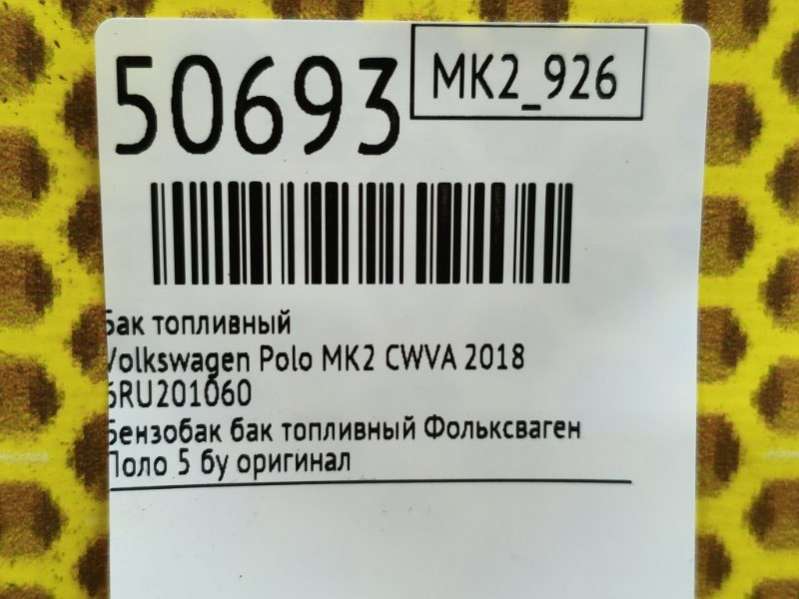 50693
MK2_926
Бак топливный
Volkswagen Polo MK2 CWVA 2018
6RU201060
Бензобак бак топливный Фольксваген
Поло 5 бу оригинал